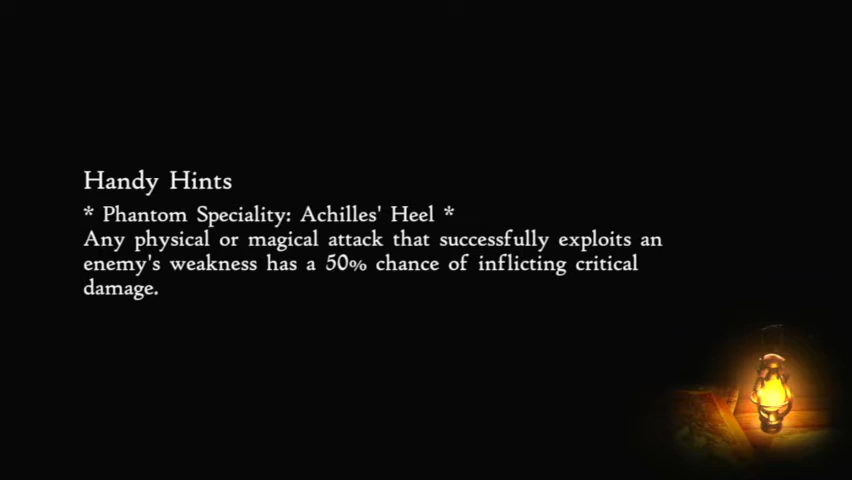 Handy Hints
* Phantom Speciality: Achilles' Heel *
Any physical or magical attack that successfully exploits an
enemy's weakness has a 50% chance of inflicting critical
damage.